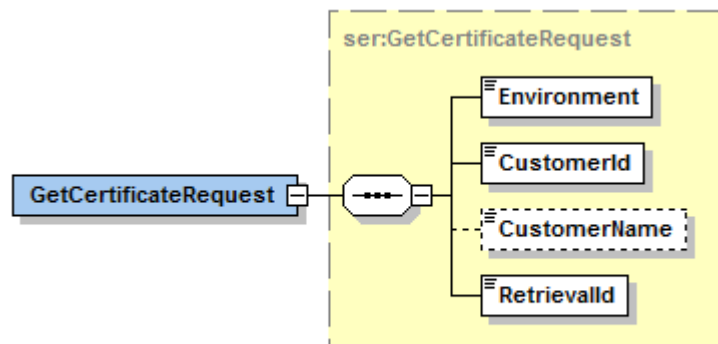 ser:GetCertificateRequest
Environment
CustomerId
GetCertificateRequest
CustomerName
RetrievalId